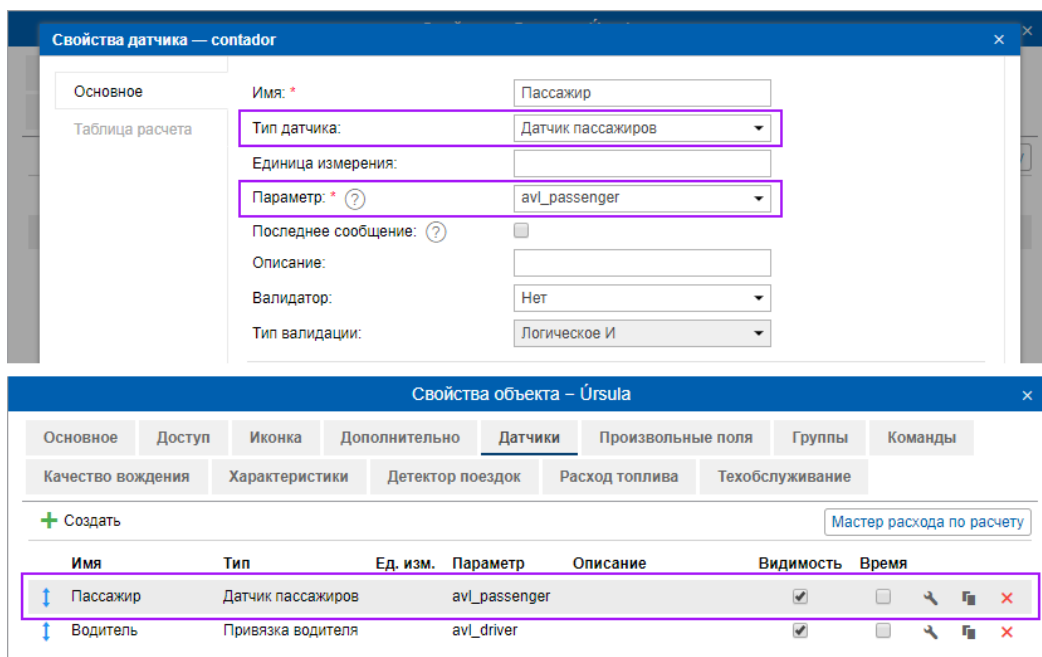 Свойства датчика — contador ×
Основное
Таблица расчета
Имя: * Пассажир
Тип датчика: Датчик пассажиров
Единица измерения:
Параметр: * ? avl_passenger
Последнее сообщение: ?
Описание:
Валидатор: Нет
Тип валидации: Логическое И
Свойства объекта – Úrsula ×
Основное Доступ Иконка Дополнительно Датчики Произвольные поля Группы Команды
Качество вождения Характеристики Детектор поездок Расход топлива Техобслуживание
+ Создать Мастер расхода по расчету
Имя Тип Ед. изм. Параметр Описание Видимость Время
Пассажир Датчик пассажиров avl_passenger
Водитель Привязка водителя avl_driver